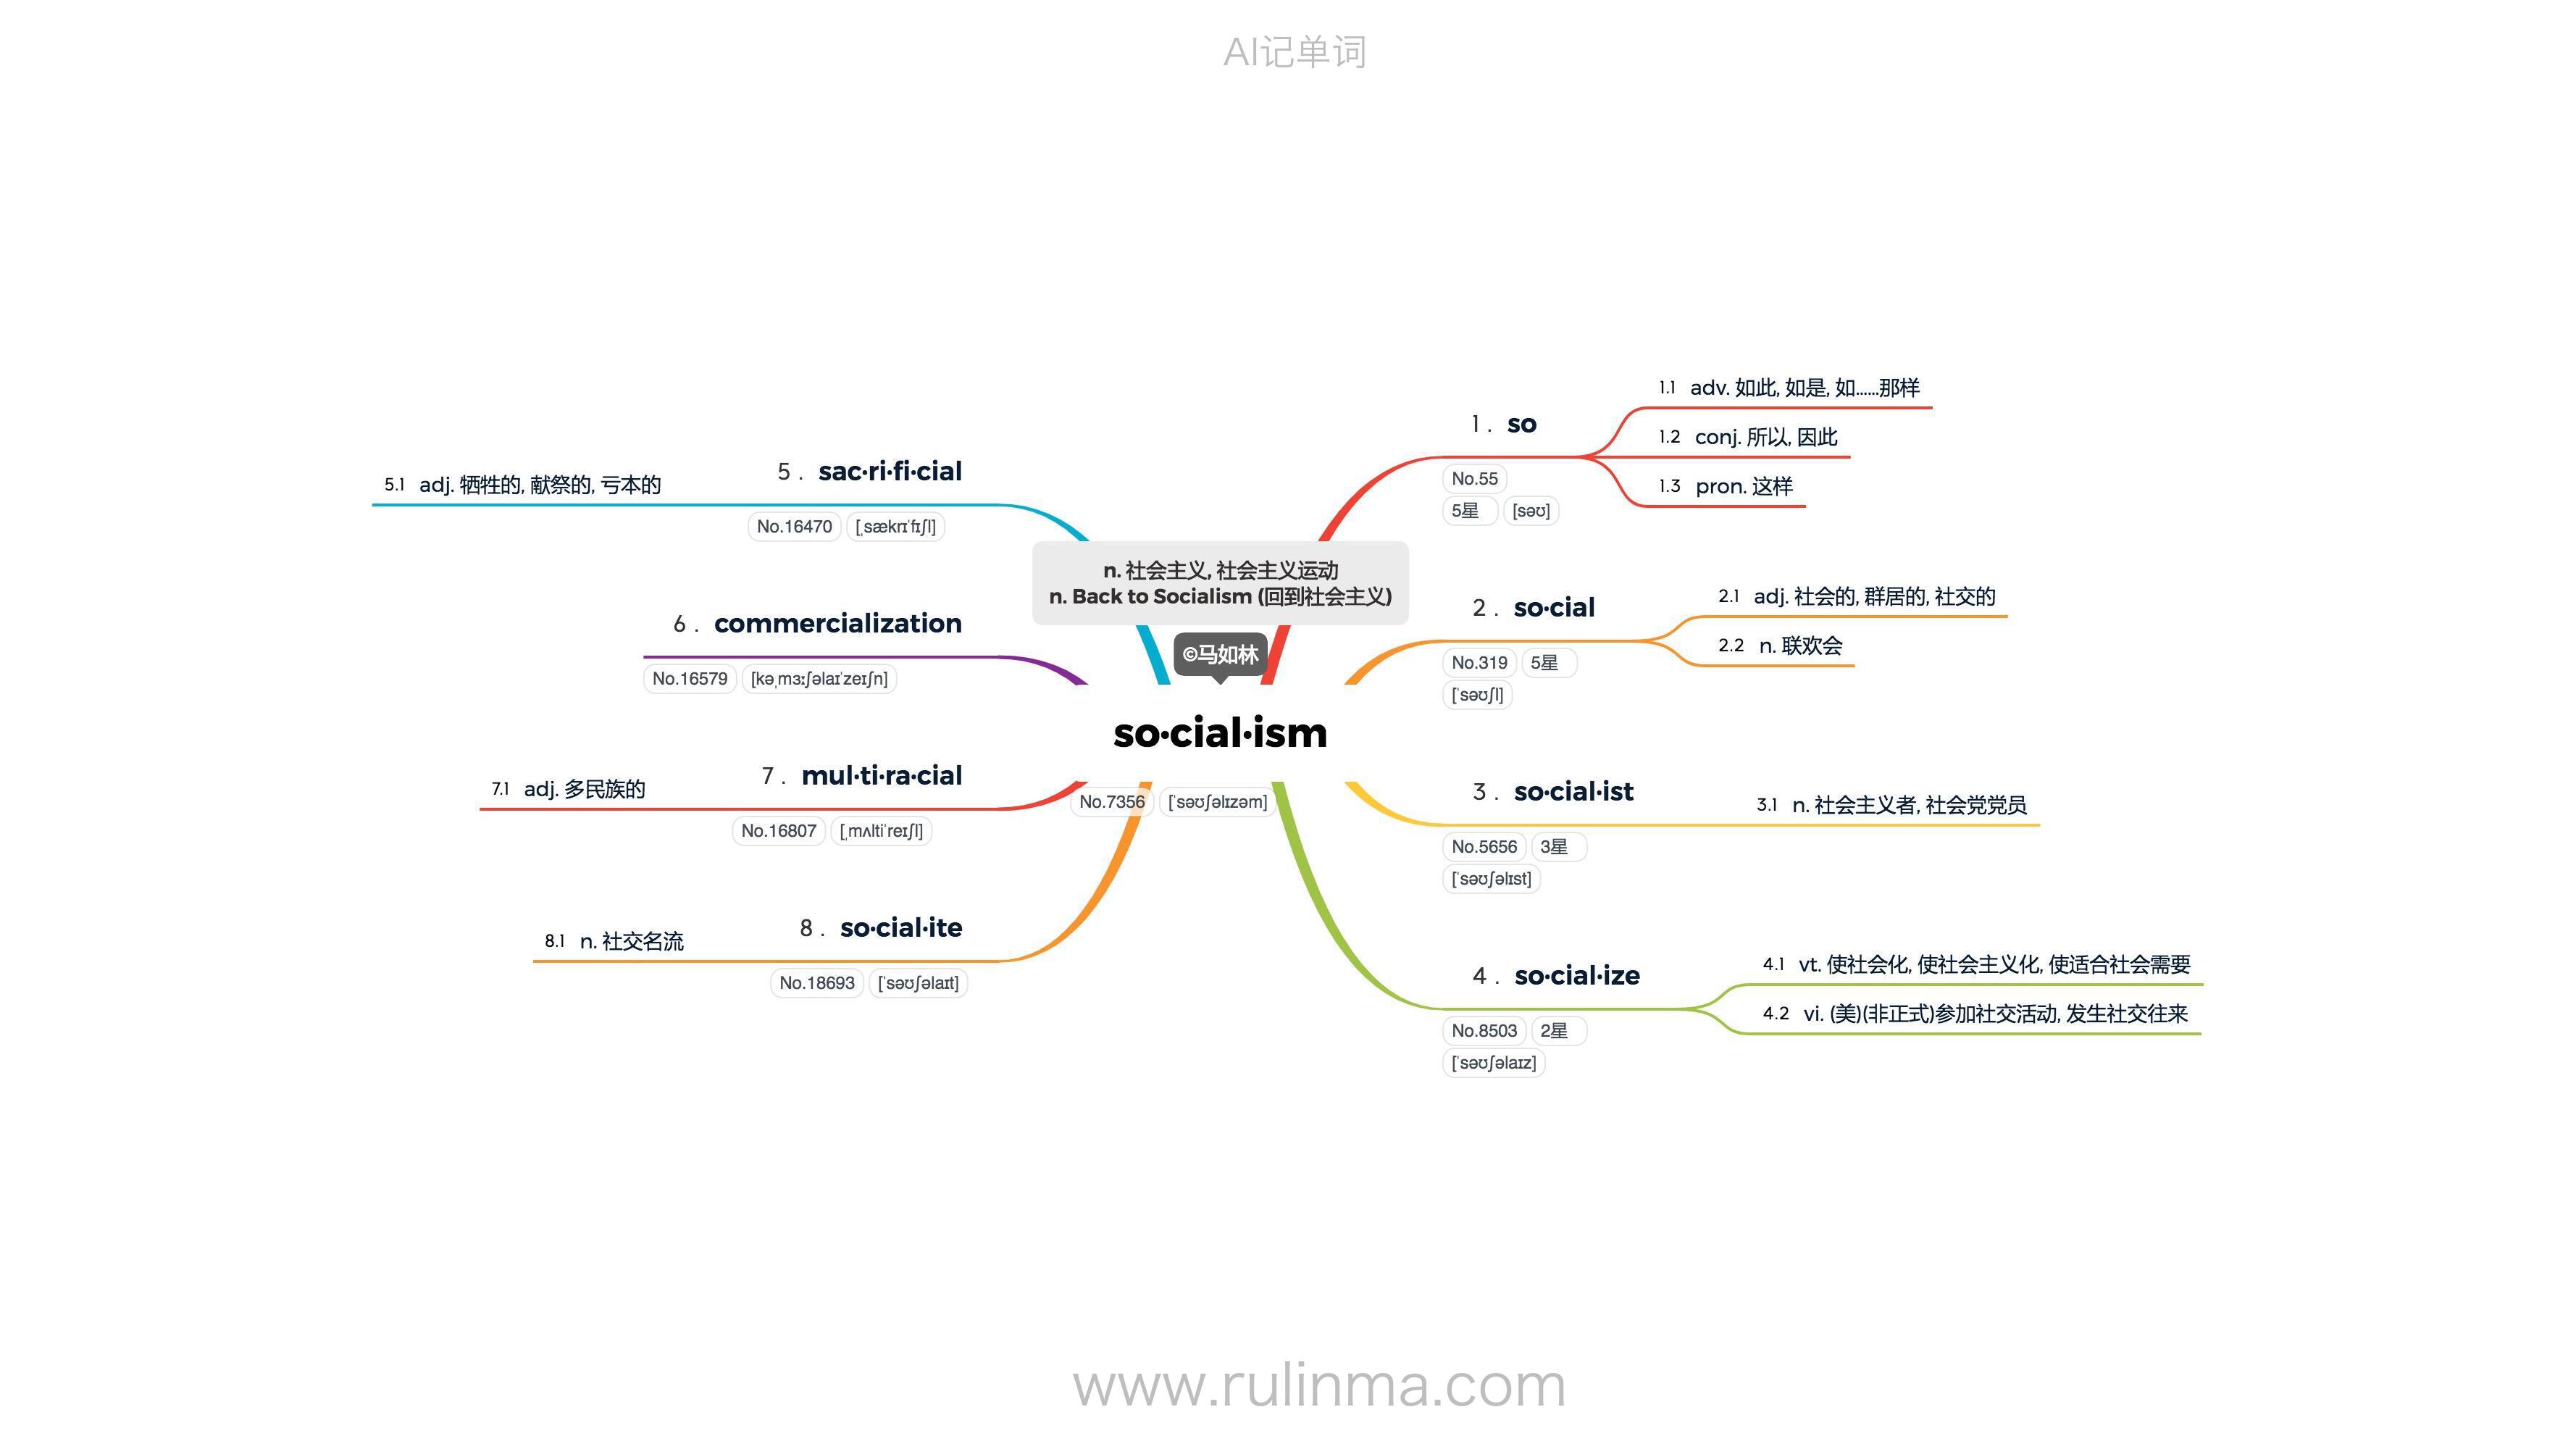 AI记单词
n. 社会主义, 社会主义运动
n. Back to Socialism (回到社会主义)
©马如林
so·cial·ism
No.7356 [ˈsəʊʃəlɪzəm]
1 . so
No.55
5星 [səʊ]
1.1 adv. 如此, 如是, 如……那样
1.2 conj. 所以, 因此
1.3 pron. 这样
2 . so·cial
No.319 5星
[ˈsəʊʃl]
2.1 adj. 社会的, 群居的, 社交的
2.2 n. 联欢会
3 . so·cial·ist
No.5656 3星
[ˈsəʊʃəlɪst]
3.1 n. 社会主义者, 社会党党员
4 . so·cial·ize
No.8503 2星
[ˈsəʊʃəlaɪz]
4.1 vt. 使社会化, 使社会主义化, 使适合社会需要
4.2 vi. (美)(非正式)参加社交活动, 发生社交往来
5 . sac·ri·fi·cial
No.16470 [ˌsækrɪˈfɪʃl]
5.1 adj. 牺牲的, 献祭的, 亏本的
6 . commercialization
No.16579 [kəˌmɜːʃəlaɪˈzeɪʃn]
7 . mul·ti·ra·cial
No.16807 [ˌmʌltiˈreɪʃl]
7.1 adj. 多民族的
8 . so·cial·ite
No.18693 [ˈsəʊʃəlaɪt]
8.1 n. 社交名流
www.rulinma.com